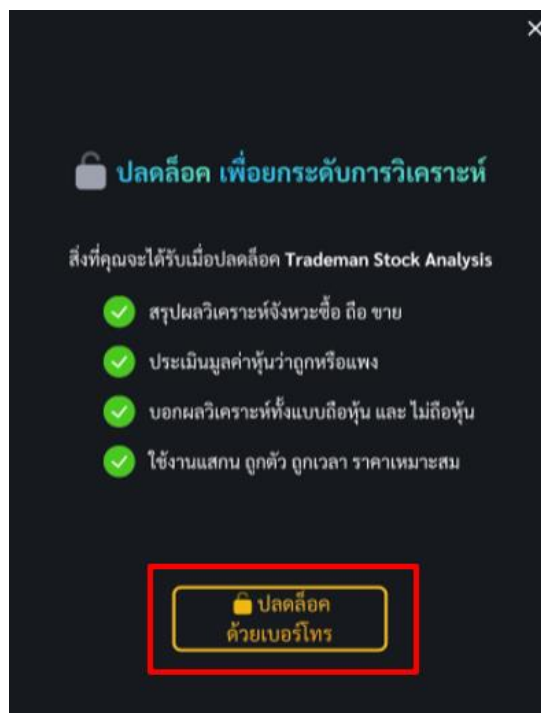 ปลดล็อค เพื่อยกระดับการวิเคราะห์
สิ่งที่คุณจะได้รับเมื่อปลดล็อค Trademan Stock Analysis
สรุปผลวิเคราะห์จังหวะซื้อ ถือ ขาย
ประเมินมูลค่าหุ้นว่าถูกหรือแพง
บอกผลวิเคราะห์ทั้งแบบถือหุ้น และ ไม่ถือหุ้น
ใช้งานแสกน ถูกตัว ถูกเวลา ราคาเหมาะสม
ปลดล็อค
ด้วยเบอร์โทร